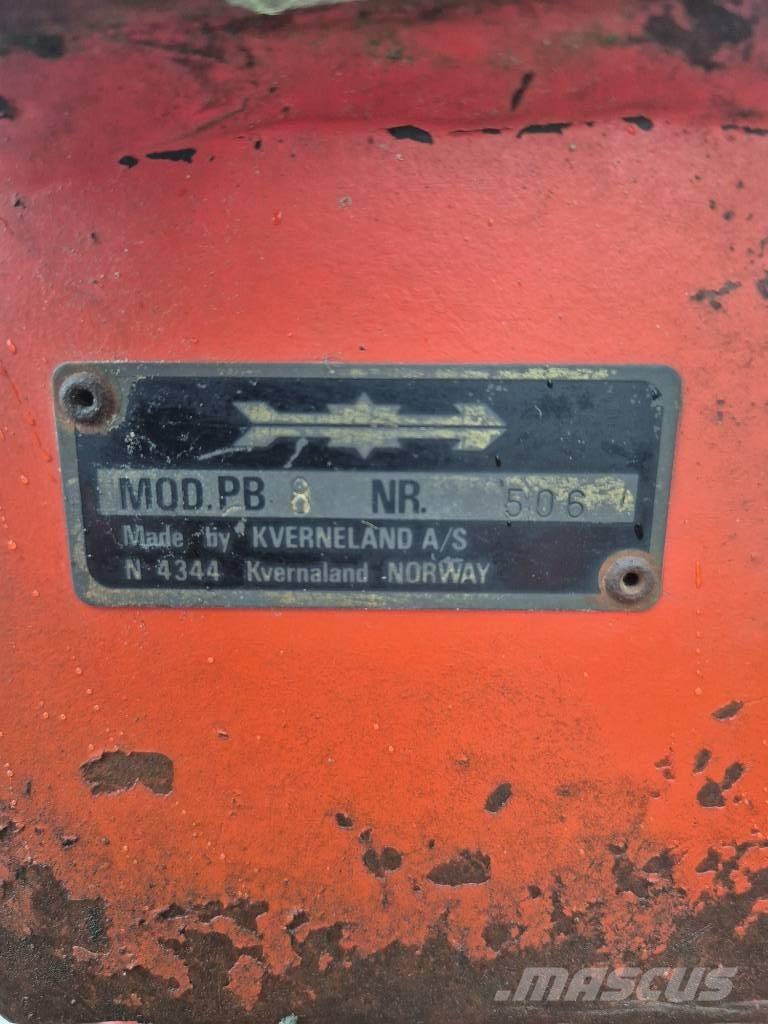 MOD. PB 8 NR. 506
Made by KVERNELAND A/S
N 4344 Kvernaland NORWAY
MASCUS